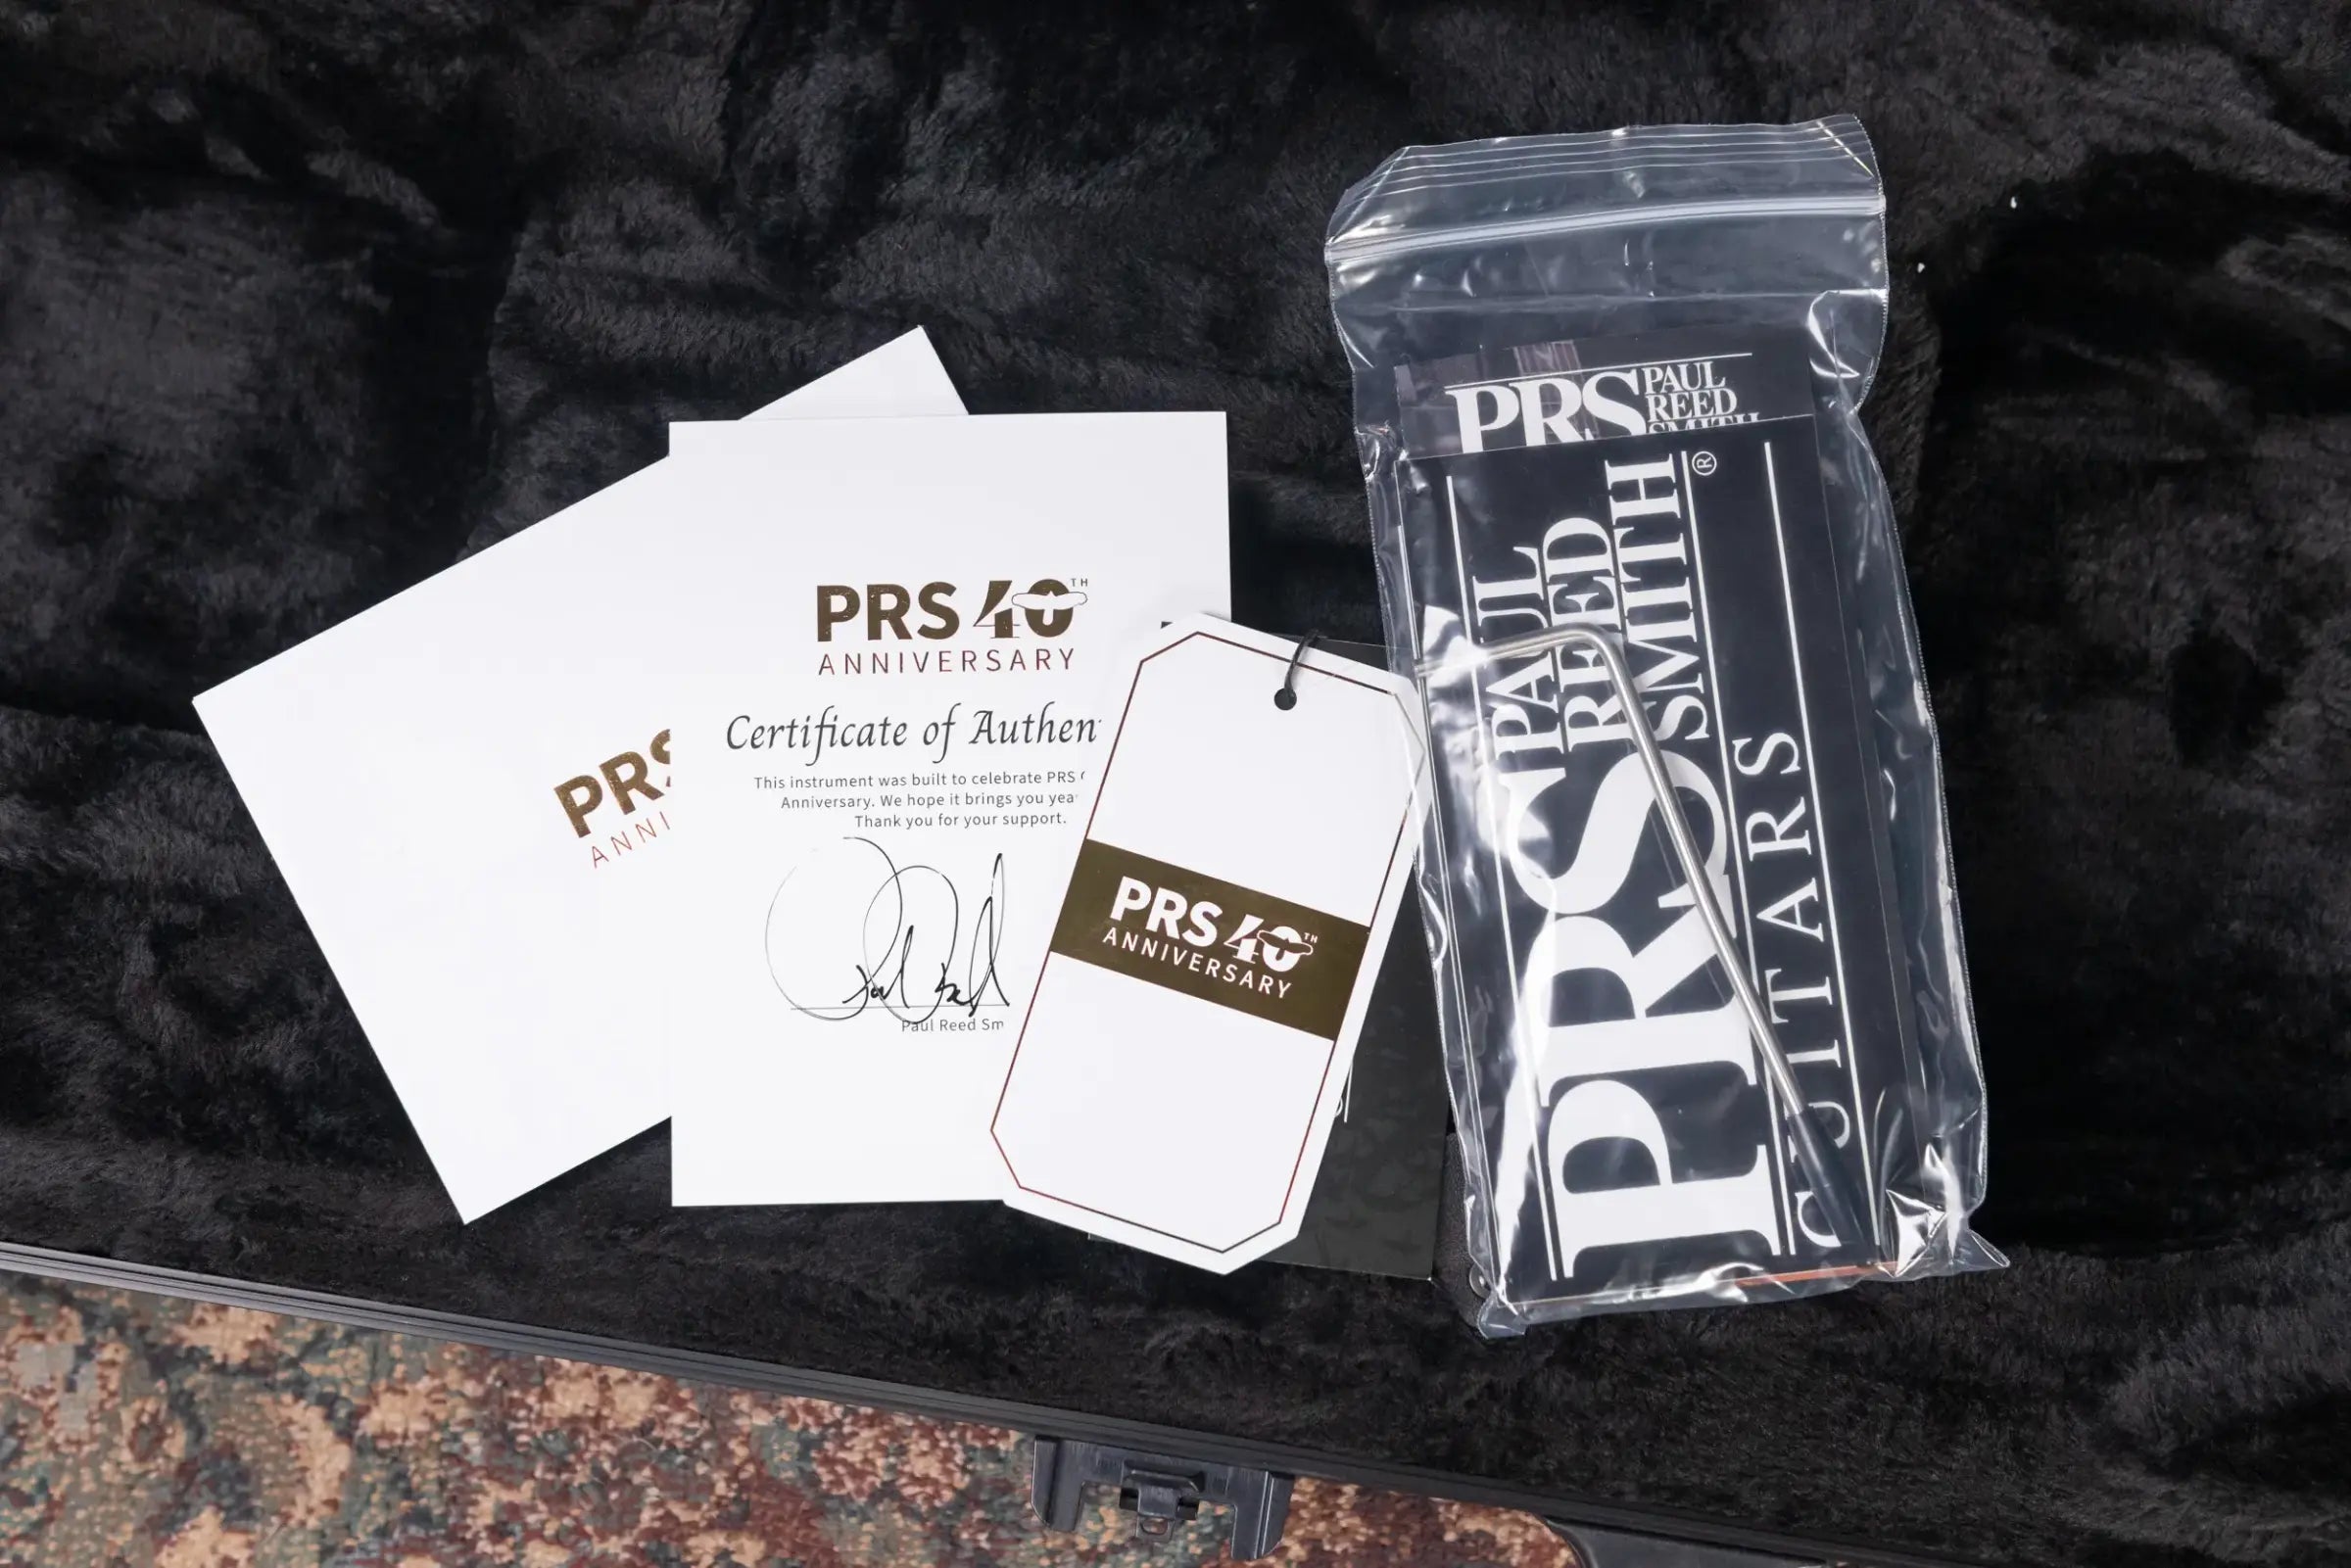 PRS
ANNI
PRS 40TH
ANNIVERSARY
Certificate of Authen
This instrument was built to celebrate PRS
Anniversary. We hope it brings you yea
Thank you for your support.
Paul Reed Sm
PRS 40TH
ANNIVERSARY
PRS PAUL
REED
SMITH
PRS PAUL
REED
SMITH®
GUITARS